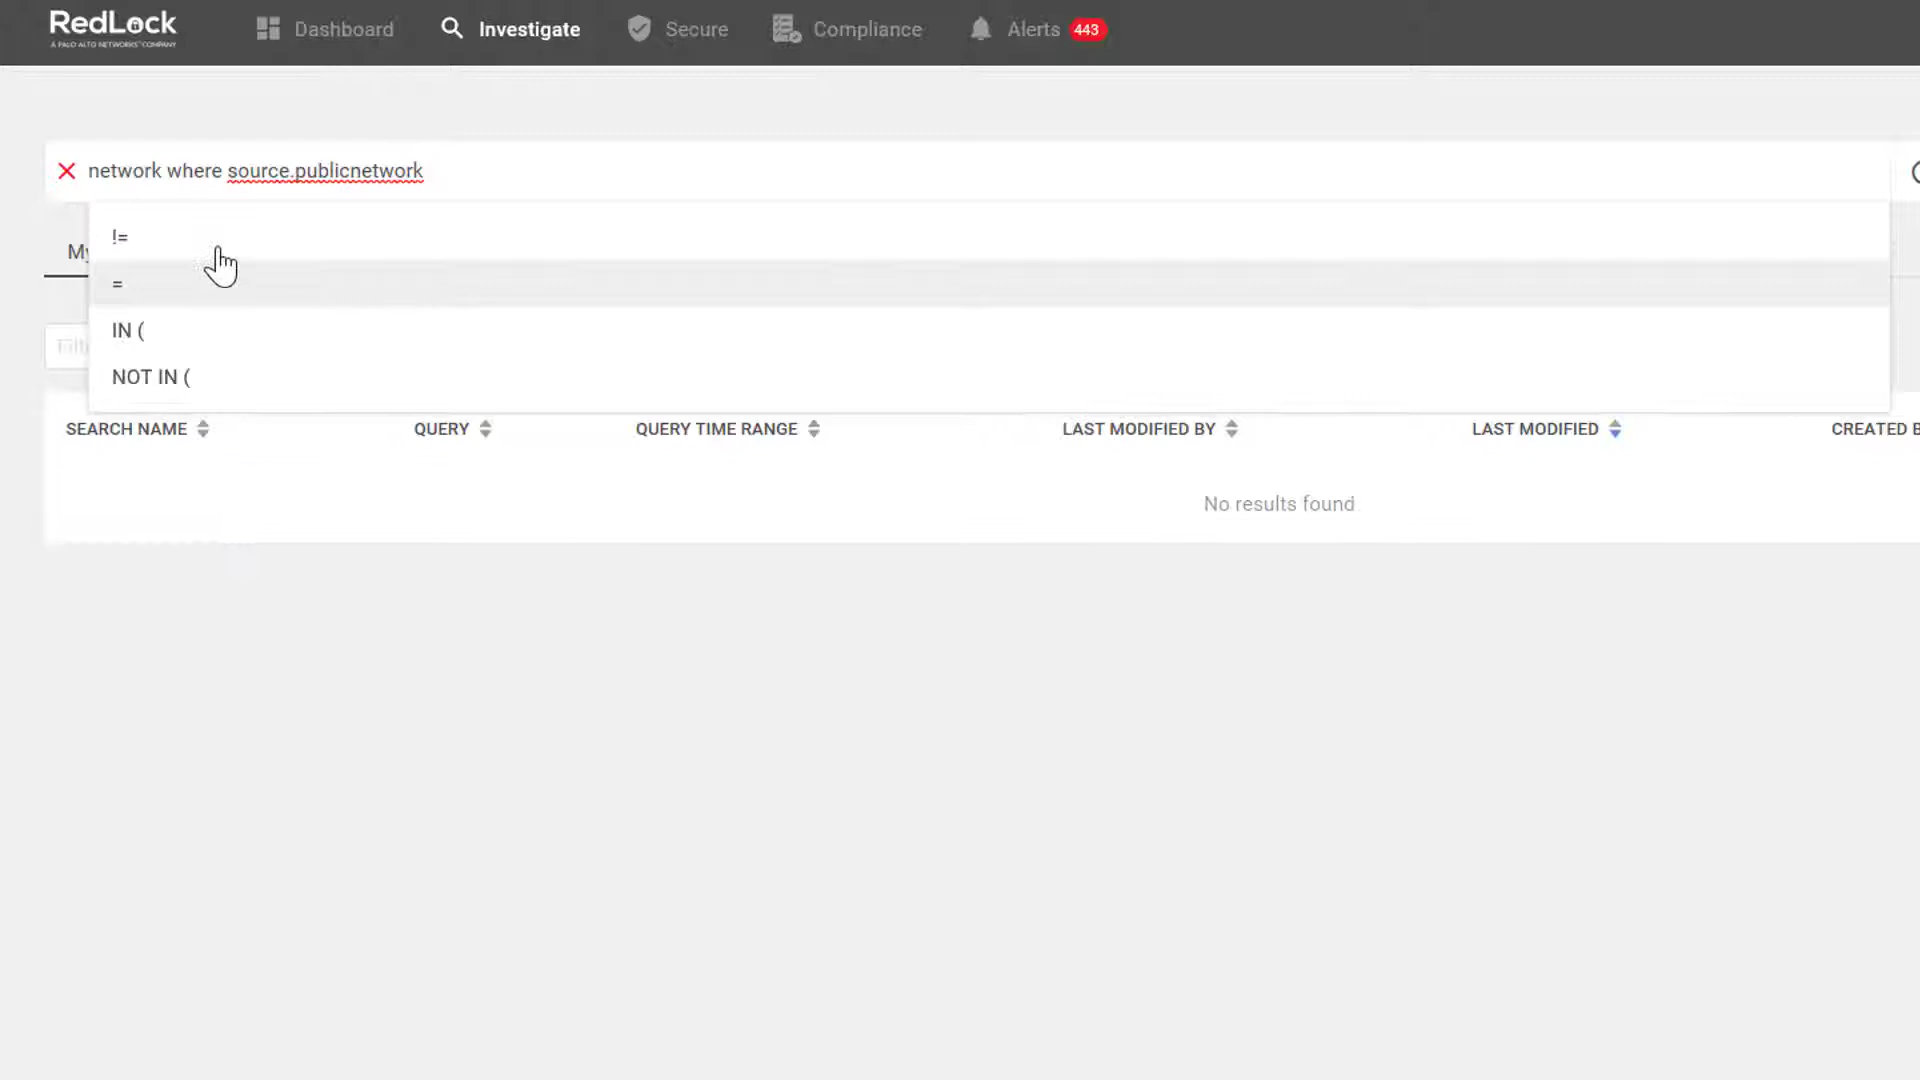 RedLock
A PALO ALTO NETWORKS™ COMPANY
Dashboard
Investigate
Secure
Compliance
Alerts 443
network where source.publicnetwork
My
!=
=
IN (
NOT IN (
SEARCH NAME QUERY QUERY TIME RANGE LAST MODIFIED BY LAST MODIFIED CREATED
No results found